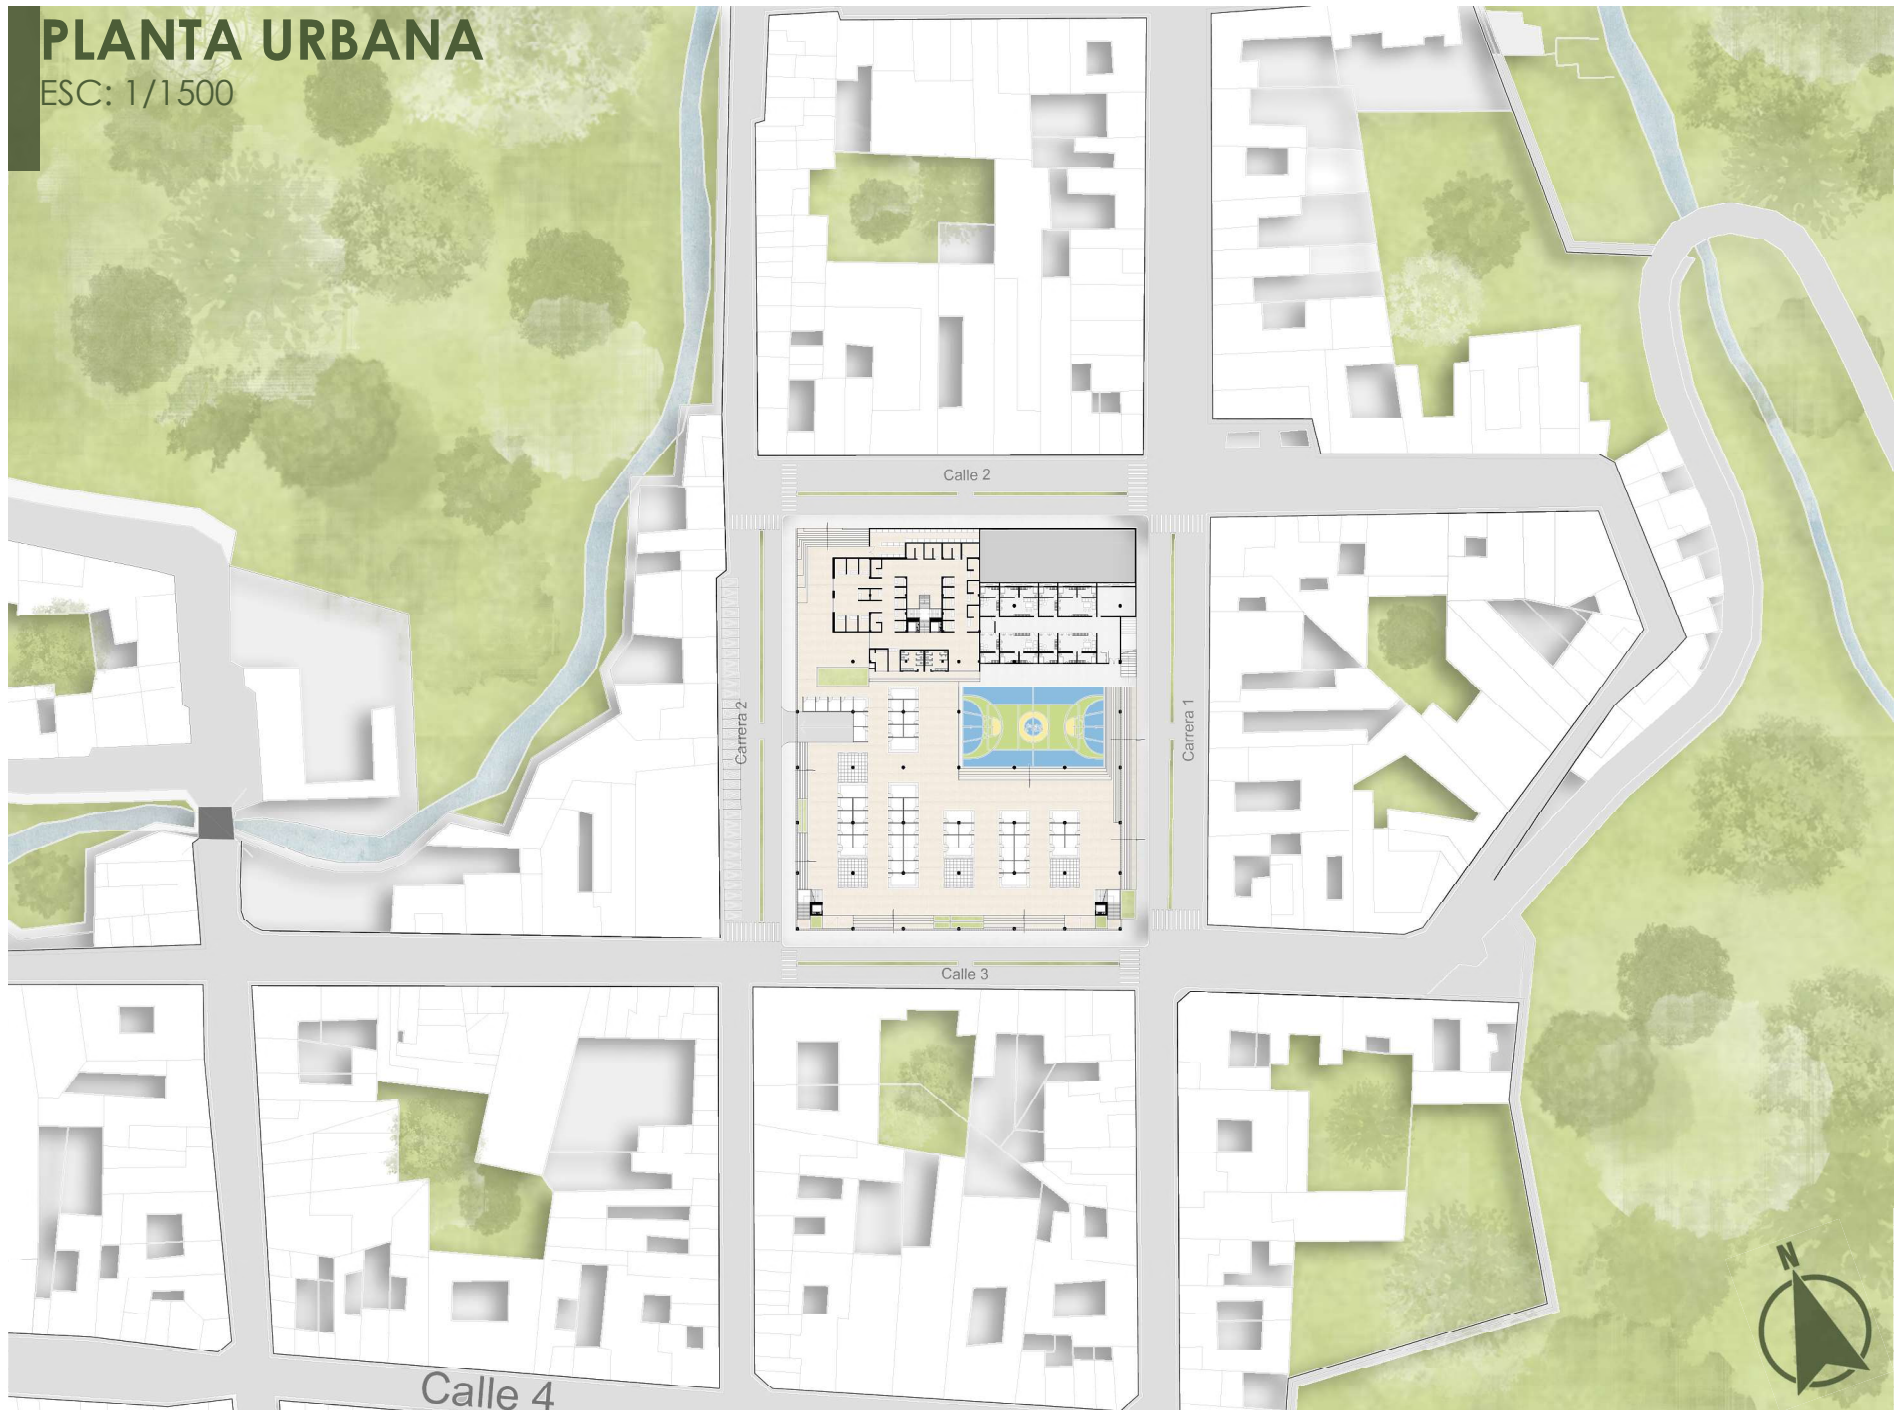 PLANTA URBANA
ESC: 1/1500
Calle 2
Carrera 2
Carrera 1
Calle 3
N
Calle 4